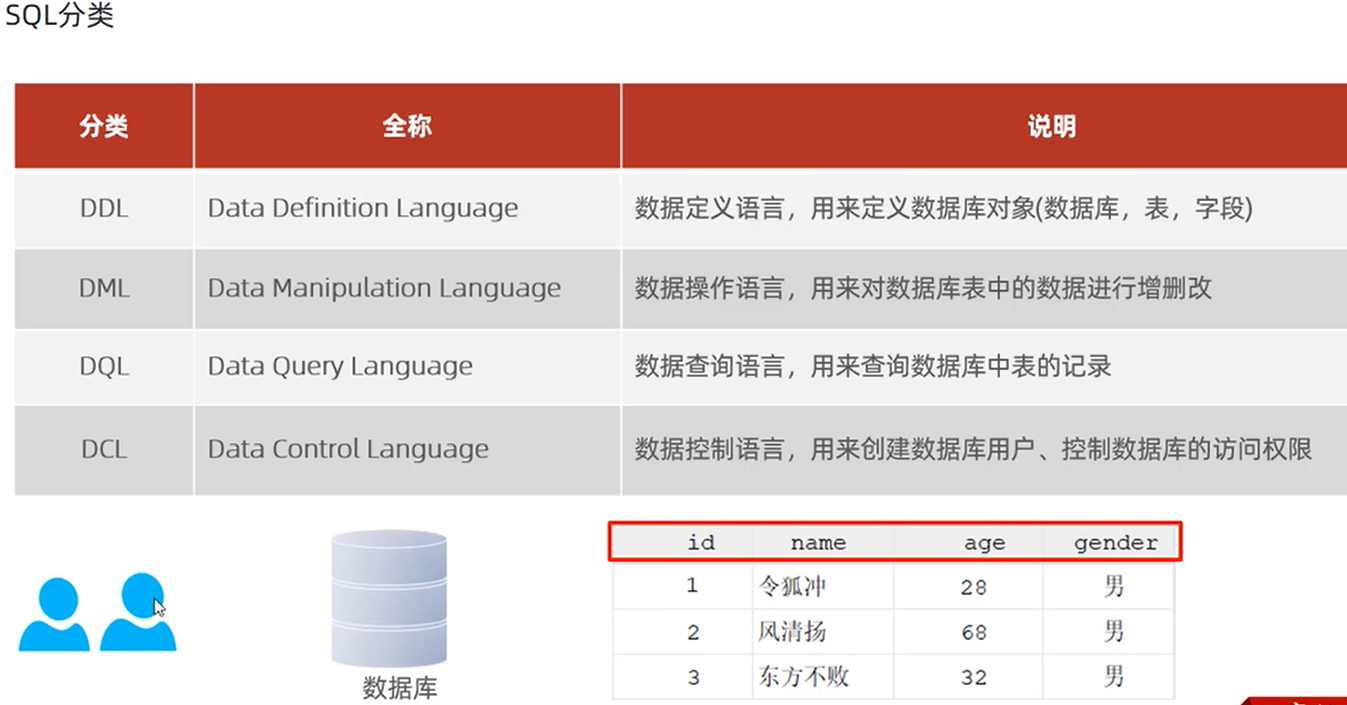 SQL分类
分类 全称 说明
DDL Data Definition Language 数据定义语言，用来定义数据库对象(数据库，表，字段)
DML Data Manipulation Language 数据操作语言，用来对数据库表中的数据进行增删改
DQL Data Query Language 数据查询语言，用来查询数据库中表的记录
DCL Data Control Language 数据控制语言，用来创建数据库用户、控制数据库的访问权限
id name age gender
1 令狐冲 28 男
2 风清扬 68 男
3 东方不败 32 男
数据库